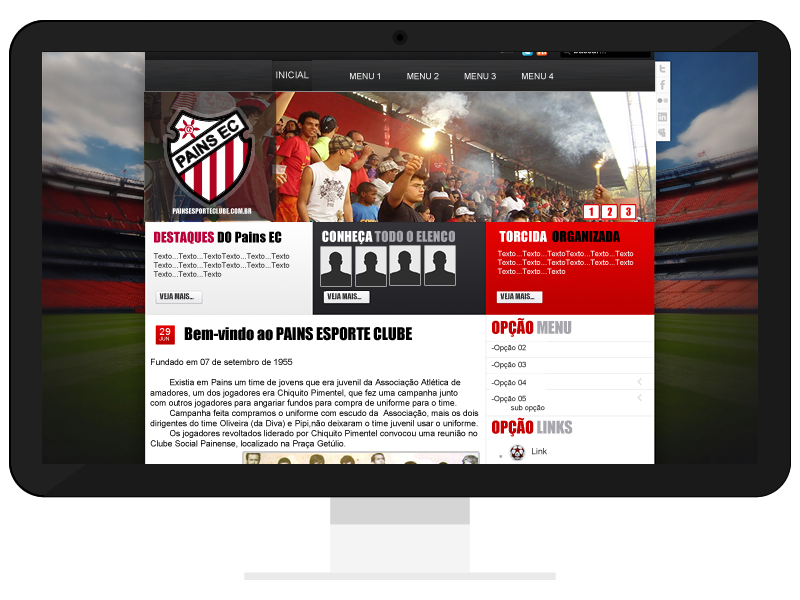 INICIAL MENU 1 MENU 2 MENU 3 MENU 4
PAINS EC
PAINSESPORTECLUBE.COM.BR
1 2 3
DESTAQUES DO Pains EC
Texto...Texto...TextoTexto...Texto...Texto
Texto...Texto...TextoTexto...Texto...Texto
Texto...Texto...Texto
VEJA MAIS...
CONHEÇA TODO O ELENCO
VEJA MAIS...
TORCIDA ORGANIZADA
Texto...Texto...TextoTexto...Texto...Texto
Texto...Texto...TextoTexto...Texto...Texto
Texto...Texto...Texto
VEJA MAIS...
29
JUN
Bem-vindo ao PAINS ESPORTE CLUBE
Fundado em 07 de setembro de 1955
Existia em Pains um time de jovens que era juvenil da Associação Atlética de
amadores, um dos jogadores era Chiquito Pimentel, que fez uma campanha junto
com outros jogadores para angariar fundos para compra de uniforme para o time.
Campanha feita compramos o uniforme com escudo da Associação, mais os dois
dirigentes do time Oliveira (da Diva) e Pipi,não deixaram o time juvenil usar o uniforme.
Os jogadores revoltados liderado por Chiquito Pimentel convocou uma reunião no
Clube Social Painense, localizado na Praça Getúlio.
OPÇÃO MENU
-Opção 02
-Opção 03
-Opção 04
-Opção 05
sub opção
OPÇÃO LINKS
Link